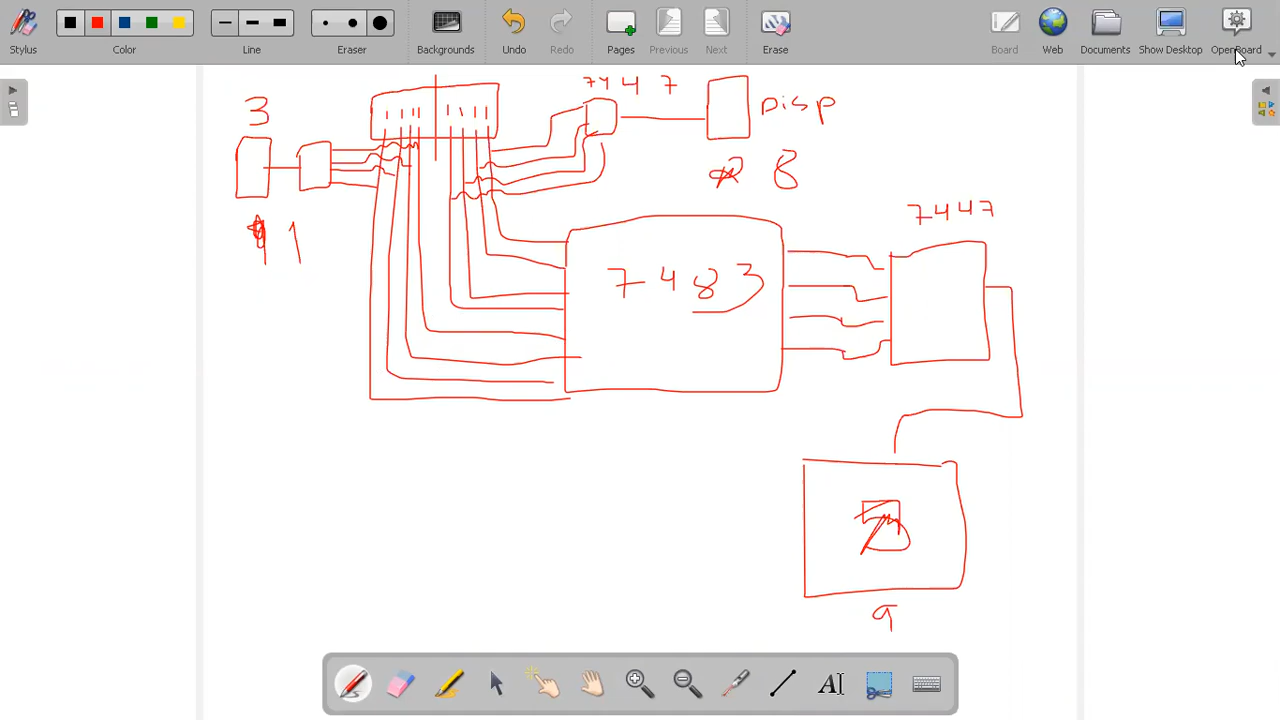 Stylus
Color
Line
Eraser
Backgrounds
Undo
Redo
Pages
Previous
Next
Erase
Board
Web
Documents
Show Desktop
OpenBoard
3
7447
Disp
8
1
7483
7447
9
AI